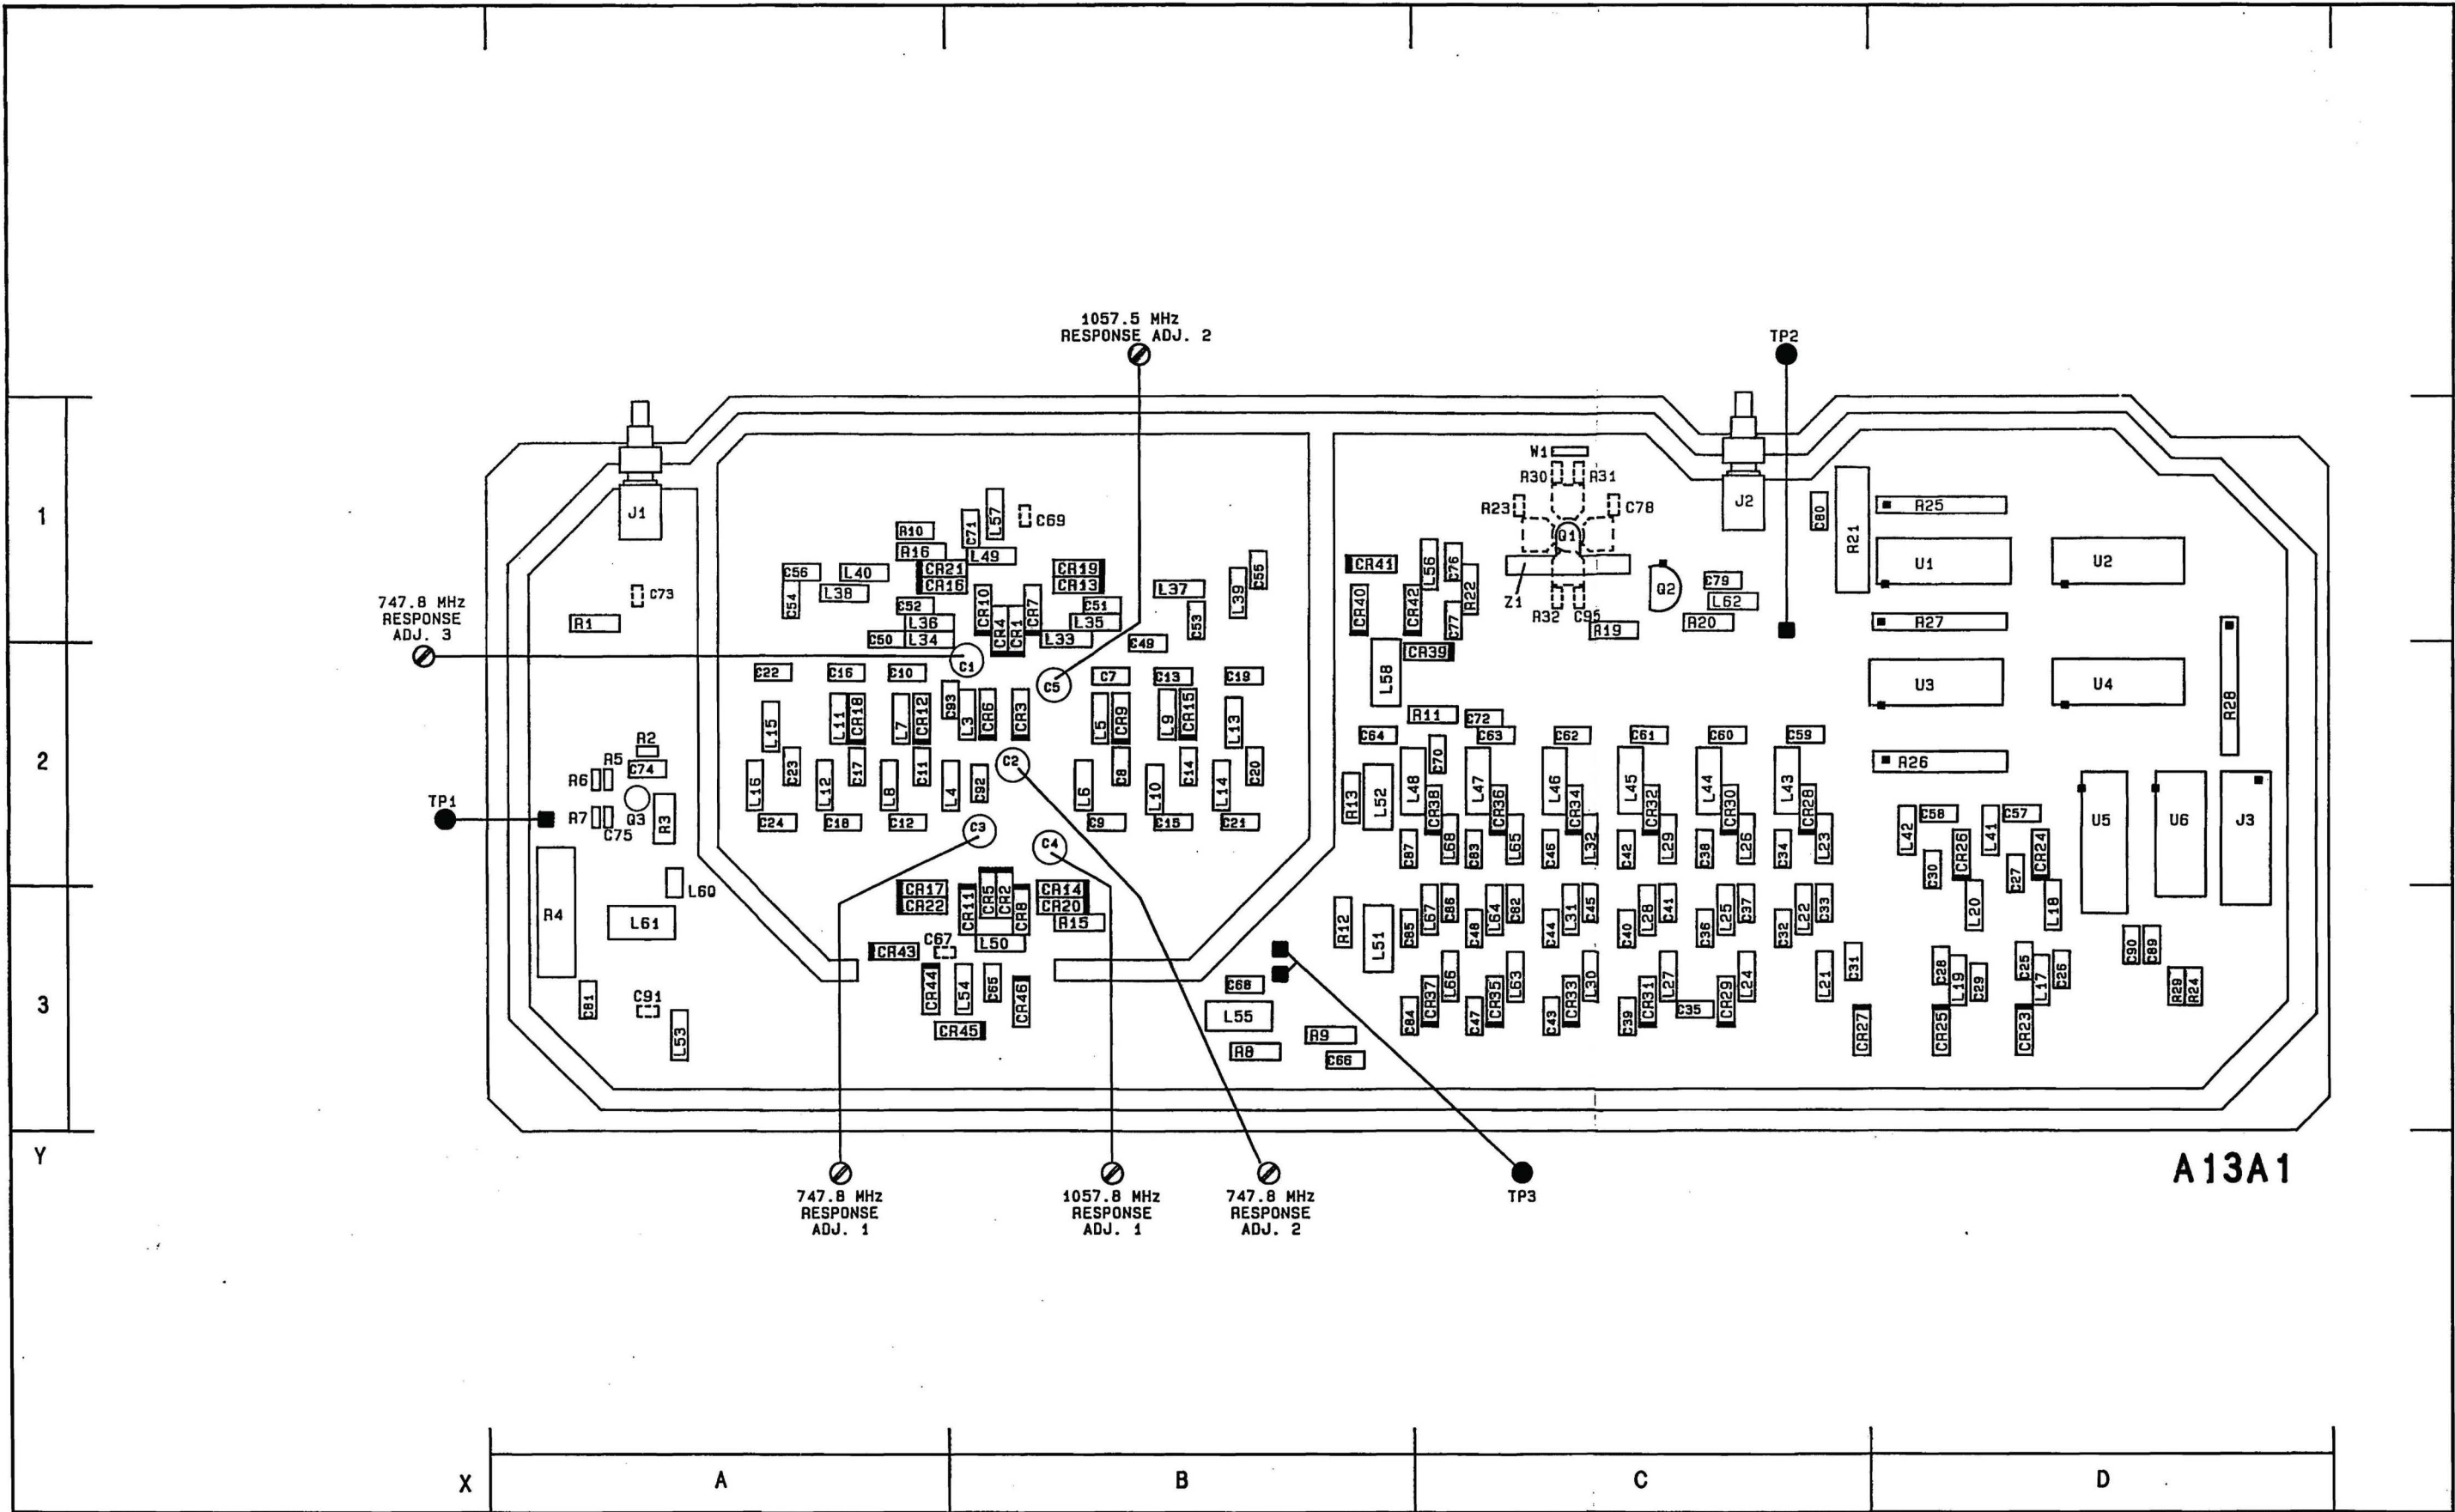 1057.5 MHz
RESPONSE ADJ. 2
TP2
W1
R30 R31
R23 C78
J1
J2
1
C69
L57
C71
R10
R16
L49
Q1
C80
R21
R25
U1
U2
CR21
CR16
CR19
CR13
C56
L40
L38
C54
C55
L39
L37
CR41
L56
C76
R22
C79
L62
Q2
Z1
R32 C95
R19
R20
R27
C73
R1
747.8 MHz
RESPONSE
ADJ. 3
C52
L36
C50
L34
CR10
CR4
CR1
CR7
C51
L35
L33
C53
C49
CR40
CR42
C77
CR39
L58
C1
C5
C22
C16
C10
C7
C13
C19
U3
U4
R28
C93
L15
L11
CR18
L7
CR12
L3
CR6
CR3
L5
CR9
L9
CR15
L13
R11
C72
C64
C63
C62
C61
C60
C59
2
R2
R5
R6
C74
C23
C17
C11
C92
C2
C8
C14
C20
C70
R26
L16
L12
L8
L4
L6
L10
L14
R13
L52
L48
CR38
L47
CR36
L46
CR34
L45
CR32
L44
CR30
L43
CR28
TP1
R7
C75
Q3
R3
C24
C18
C12
C3
C9
C15
C21
C4
C87
L68
C83
L65
C46
L32
C42
L29
C38
L26
C34
L23
L42
C58
CR26
C30
L41
C57
CR24
C27
U5
U6
J3
L60
R4
L61
CR17
CR22
CR11
CR5
CR2
CR8
CR14
CR20
R15
R12
L51
C85
L67
C86
C48
L64
C82
C44
L31
C45
C40
L28
C41
C36
L25
C37
C32
L22
C33
L20
L18
CR43
C67
L50
CR44
L54
C65
CR46
CR45
C68
L55
R8
R9
C66
L66
L63
L30
L27
L24
L21
C31
C28
L19
C29
C25
L17
C26
C90
C89
R29
R24
3
C81
C91
L53
C84
CR37
C47
CR35
C43
CR33
C39
CR31
C35
CR29
CR27
CR25
CR23
Y
747.8 MHz
RESPONSE
ADJ. 1
1057.8 MHz
RESPONSE
ADJ. 1
747.8 MHz
RESPONSE
ADJ. 2
TP3
A13A1
X A B C D